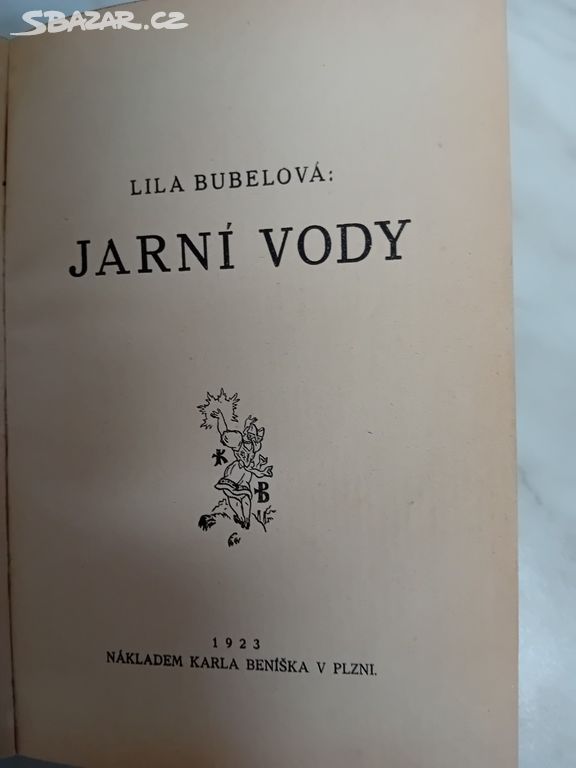 SBAZAR.CZ
LILA BUBELOVÁ:
JARNÍ VODY
K
B
1923
NÁKLADEM KARLA BENÍŠKA V PLZNI.